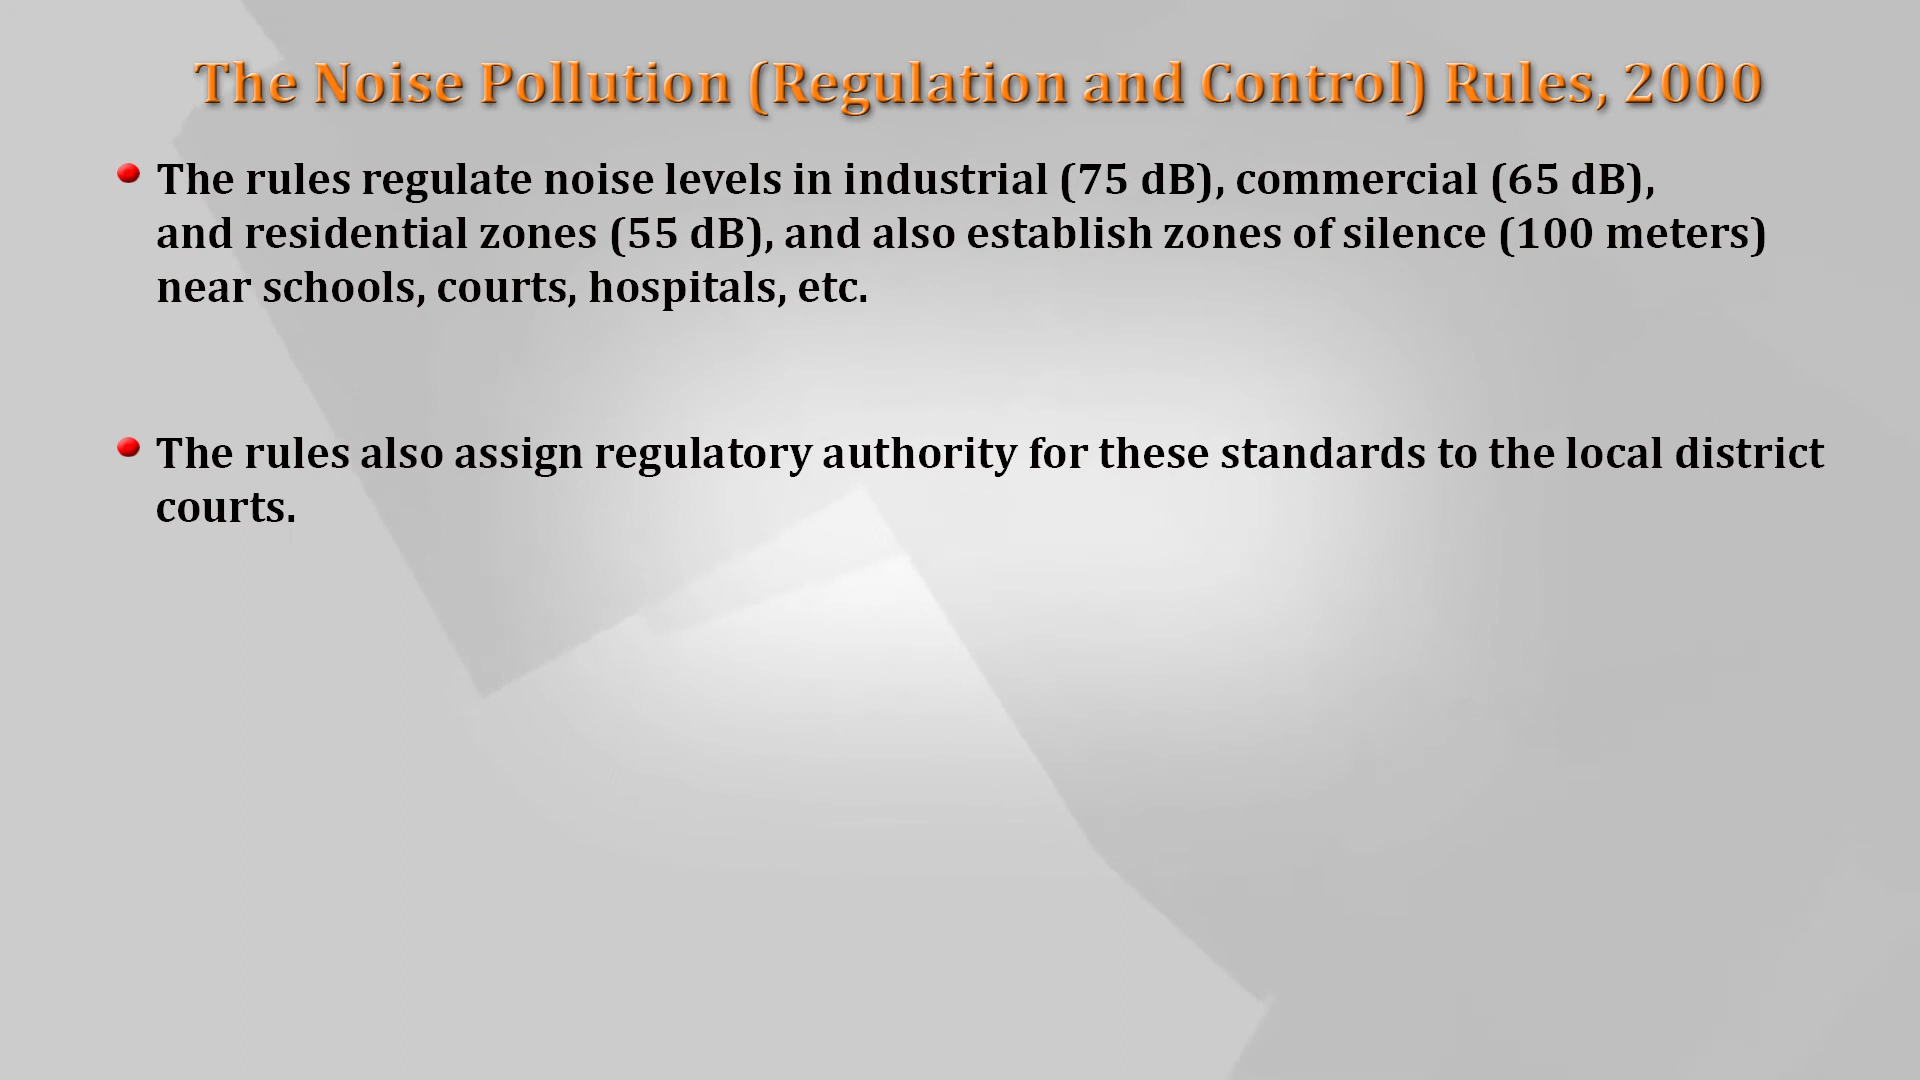 The Noise Pollution (Regulation and Control) Rules, 2000
The rules regulate noise levels in industrial (75 dB), commercial (65 dB),
and residential zones (55 dB), and also establish zones of silence (100 meters)
near schools, courts, hospitals, etc.
The rules also assign regulatory authority for these standards to the local district
courts.